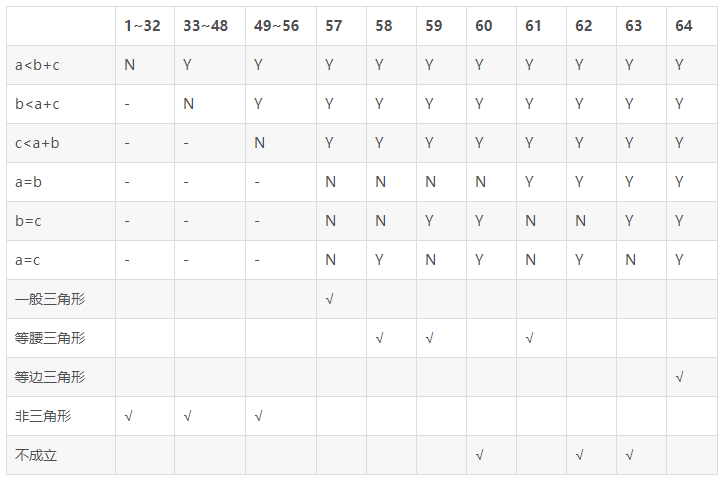 1~32 33~48 49~56 57 58 59 60 61 62 63 64
a<b+c N Y Y Y Y Y Y Y Y Y Y
b<a+c - N Y Y Y Y Y Y Y Y Y
c<a+b - - N Y Y Y Y Y Y Y Y
a=b - - - N N N N Y Y Y Y
b=c - - - N N Y Y N N Y Y
a=c - - - N Y N Y N Y N Y
一般三角形 √
等腰三角形 √ √ √
等边三角形 √
非三角形 √ √ √
不成立 √ √ √